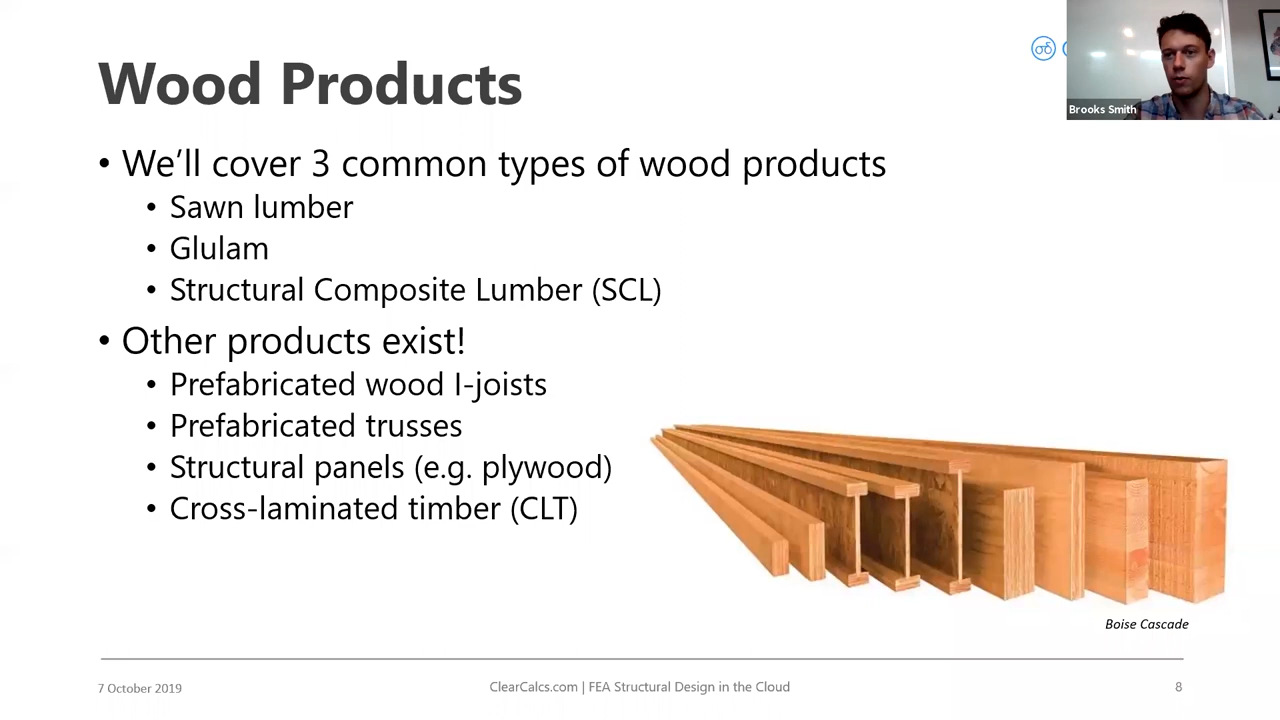 Wood Products
Brooks Smith
• We’ll cover 3 common types of wood products
• Sawn lumber
• Glulam
• Structural Composite Lumber (SCL)
• Other products exist!
• Prefabricated wood I-joists
• Prefabricated trusses
• Structural panels (e.g. plywood)
• Cross-laminated timber (CLT)
Boise Cascade
7 October 2019
ClearCalcs.com | FEA Structural Design in the Cloud
8